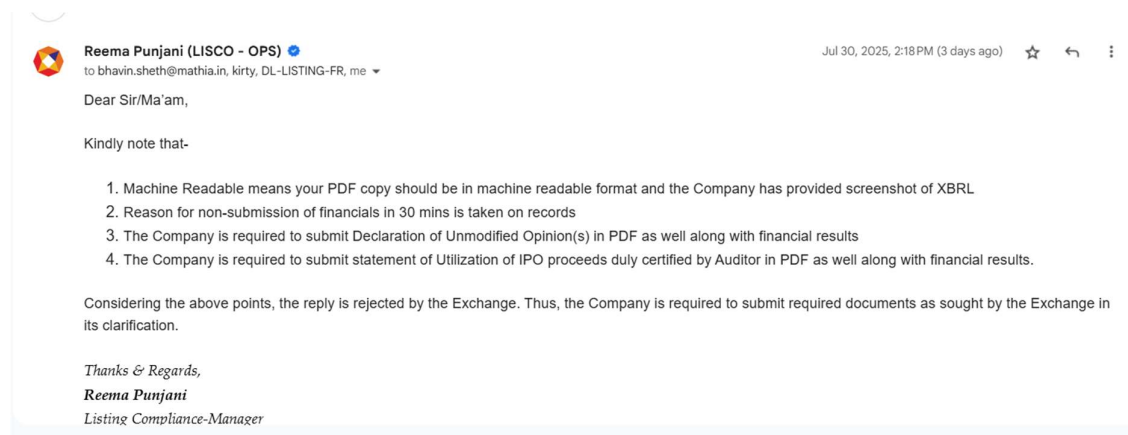 Reema Punjani (LISCO - OPS)
Jul 30, 2025, 2:18 PM (3 days ago)
to bhavin.sheth@mathia.in, kirty, DL-LISTING-FR, me
Dear Sir/Ma'am,
Kindly note that-
1. Machine Readable means your PDF copy should be in machine readable format and the Company has provided screenshot of XBRL
2. Reason for non-submission of financials in 30 mins is taken on records
3. The Company is required to submit Declaration of Unmodified Opinion(s) in PDF as well along with financial results
4. The Company is required to submit statement of Utilization of IPO proceeds duly certified by Auditor in PDF as well along with financial results.
Considering the above points, the reply is rejected by the Exchange. Thus, the Company is required to submit required documents as sought by the Exchange in
its clarification.
Thanks & Regards,
Reema Punjani
Listing Compliance-Manager